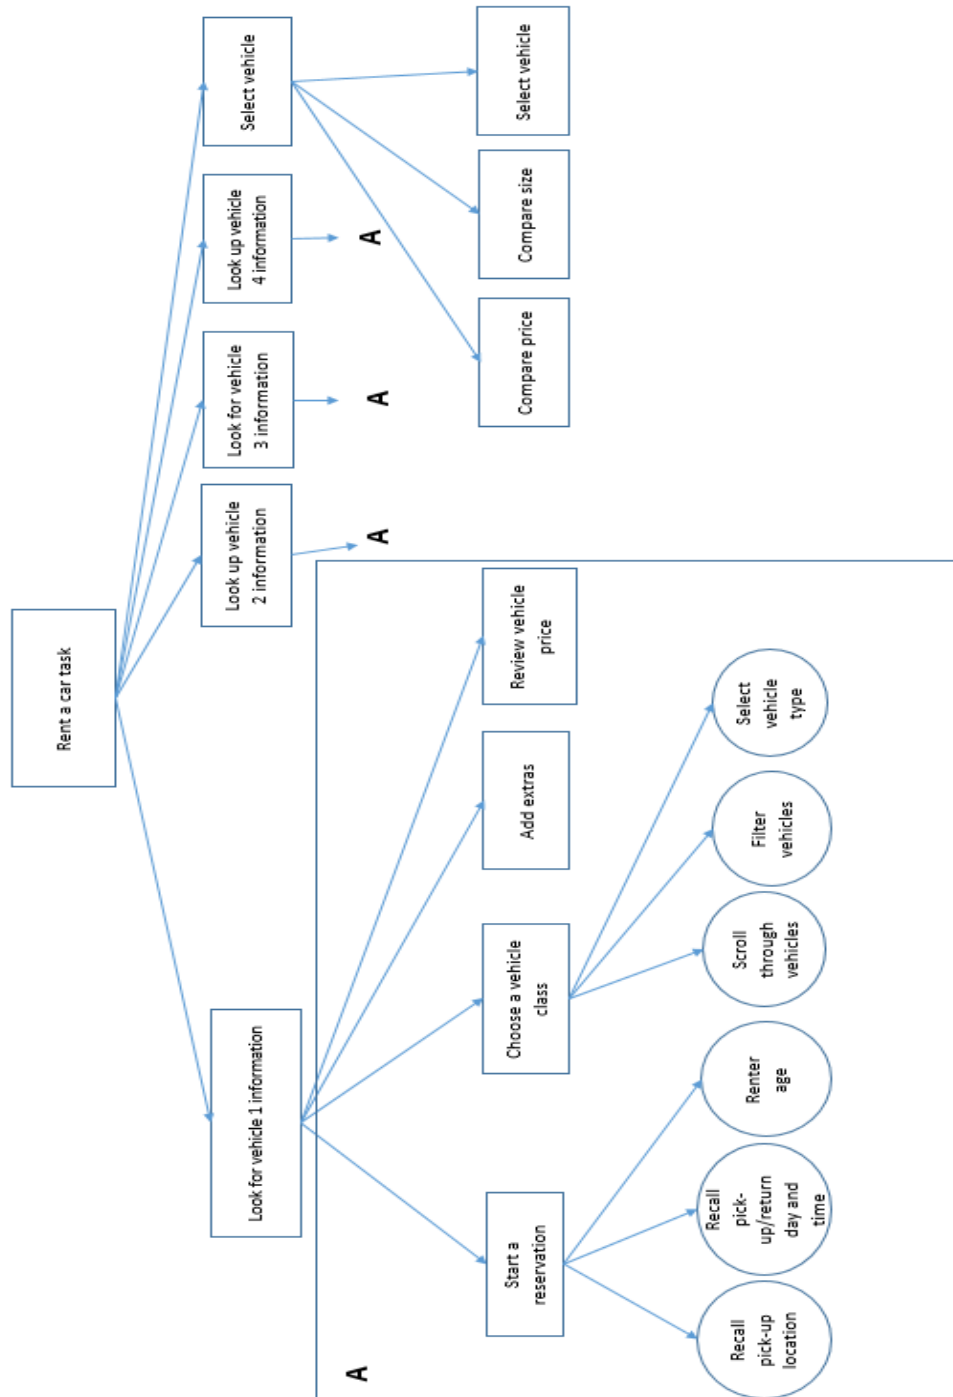 Rent a car task
Look for vehicle 1 information
Look up vehicle
2 information
Look for vehicle
3 information
Look up vehicle
4 information
Select vehicle
A
A
A
A
Start a
reservation
Choose a vehicle
class
Add extras
Review vehicle
price
Compare price
Compare size
Select vehicle
Recall
pick-up
location
Recall
pick-
up/return
day and
time
Renter
age
Scroll
through
vehicles
Filter
vehicles
Select
vehicle
type